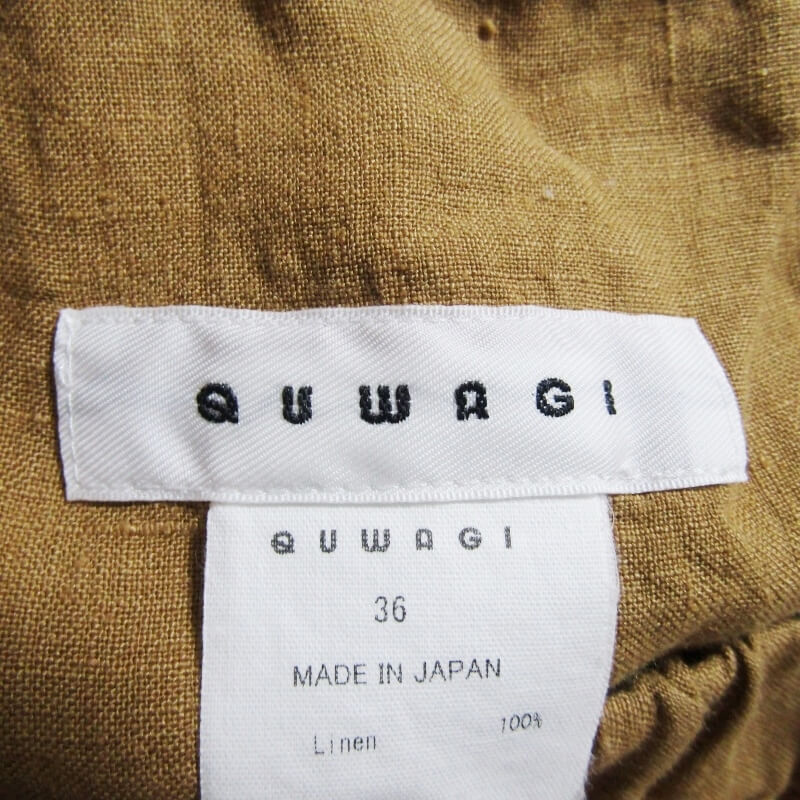 QUWAGI
QUWAGI
36
MADE IN JAPAN
Linen 100%